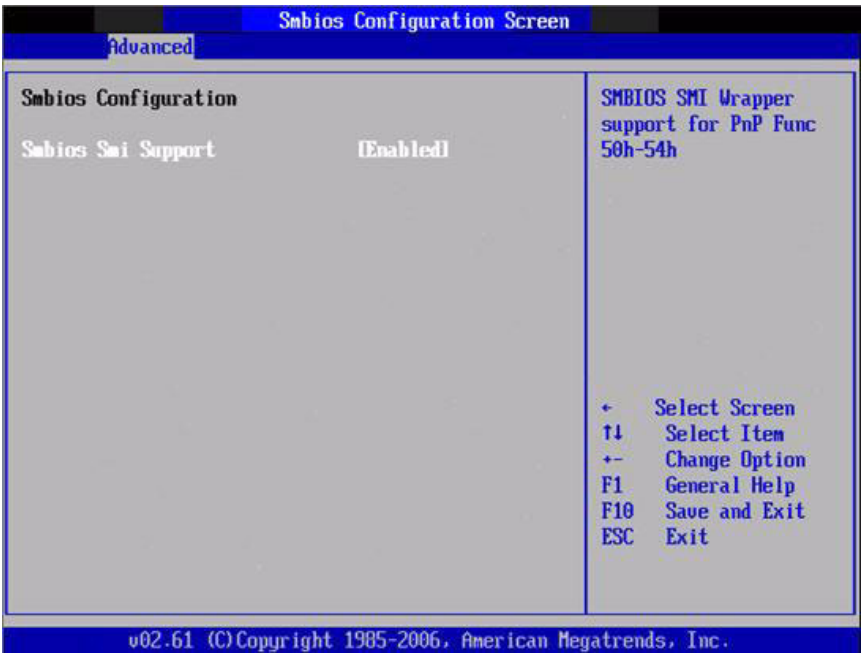 Smbios Configuration Screen
Advanced
Smbios Configuration
Smbios Smi Support [Enabled]
SMBIOS SMI Wrapper
support for PnP Func
50h-54h
← Select Screen
↑↓ Select Item
+- Change Option
F1 General Help
F10 Save and Exit
ESC Exit
v02.61 (C)Copyright 1985-2006, American Megatrends, Inc.